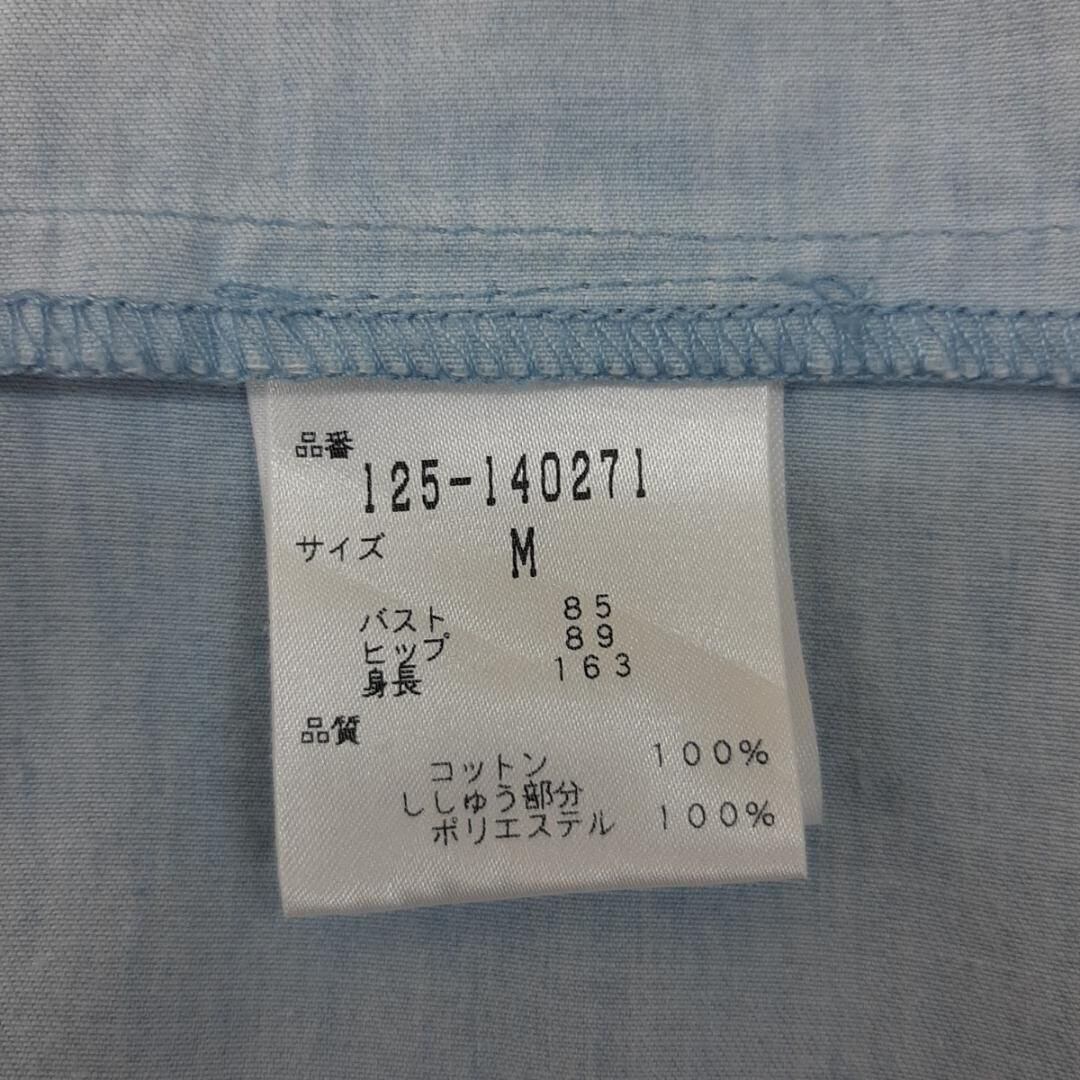 品番
125-140271
サイズ M
バスト 85
ヒップ 89
身長 163
品質
コットン 100%
ししゅう部分
ポリエステル 100%